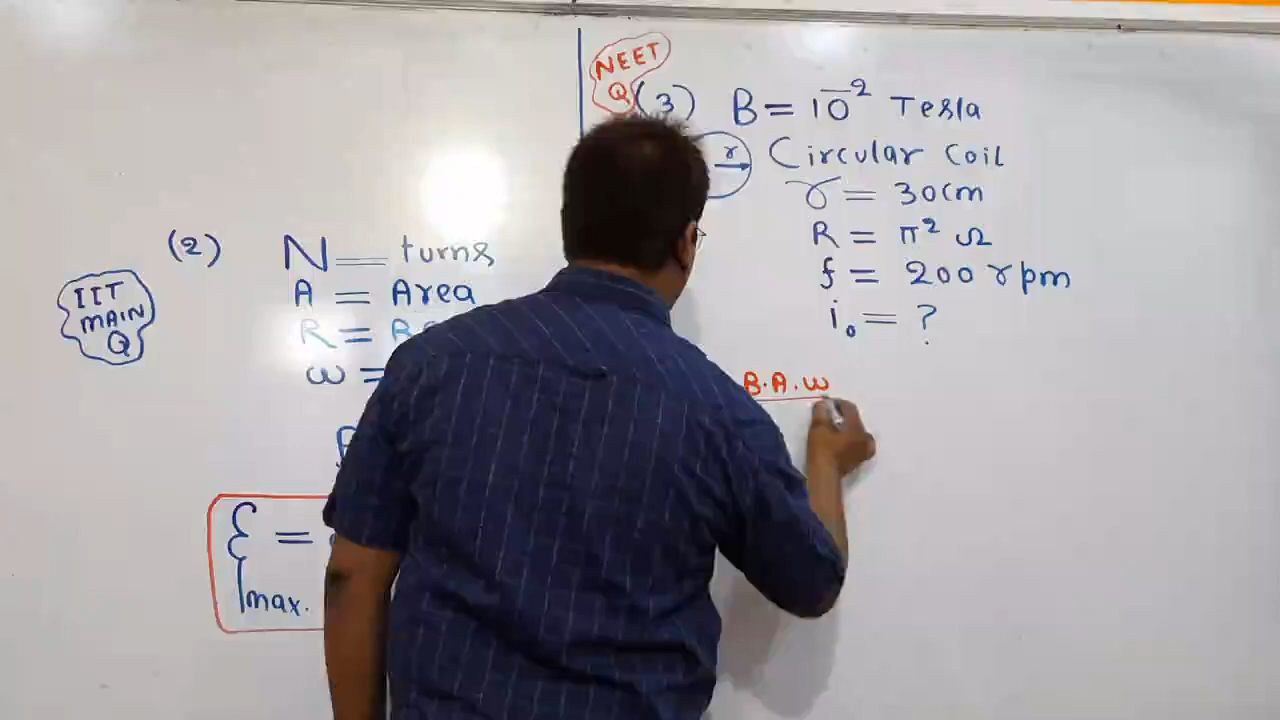 (2) N = turns
IIT
MAIN
Q
A = Area
R =
ω =
ℰ =
max.
NEET
Q
(3) B = 10⁻² Tesla
r
Circular Coil
r = 30cm
R = π² Ω
f = 200 rpm
i₀ = ?
B.A.ω